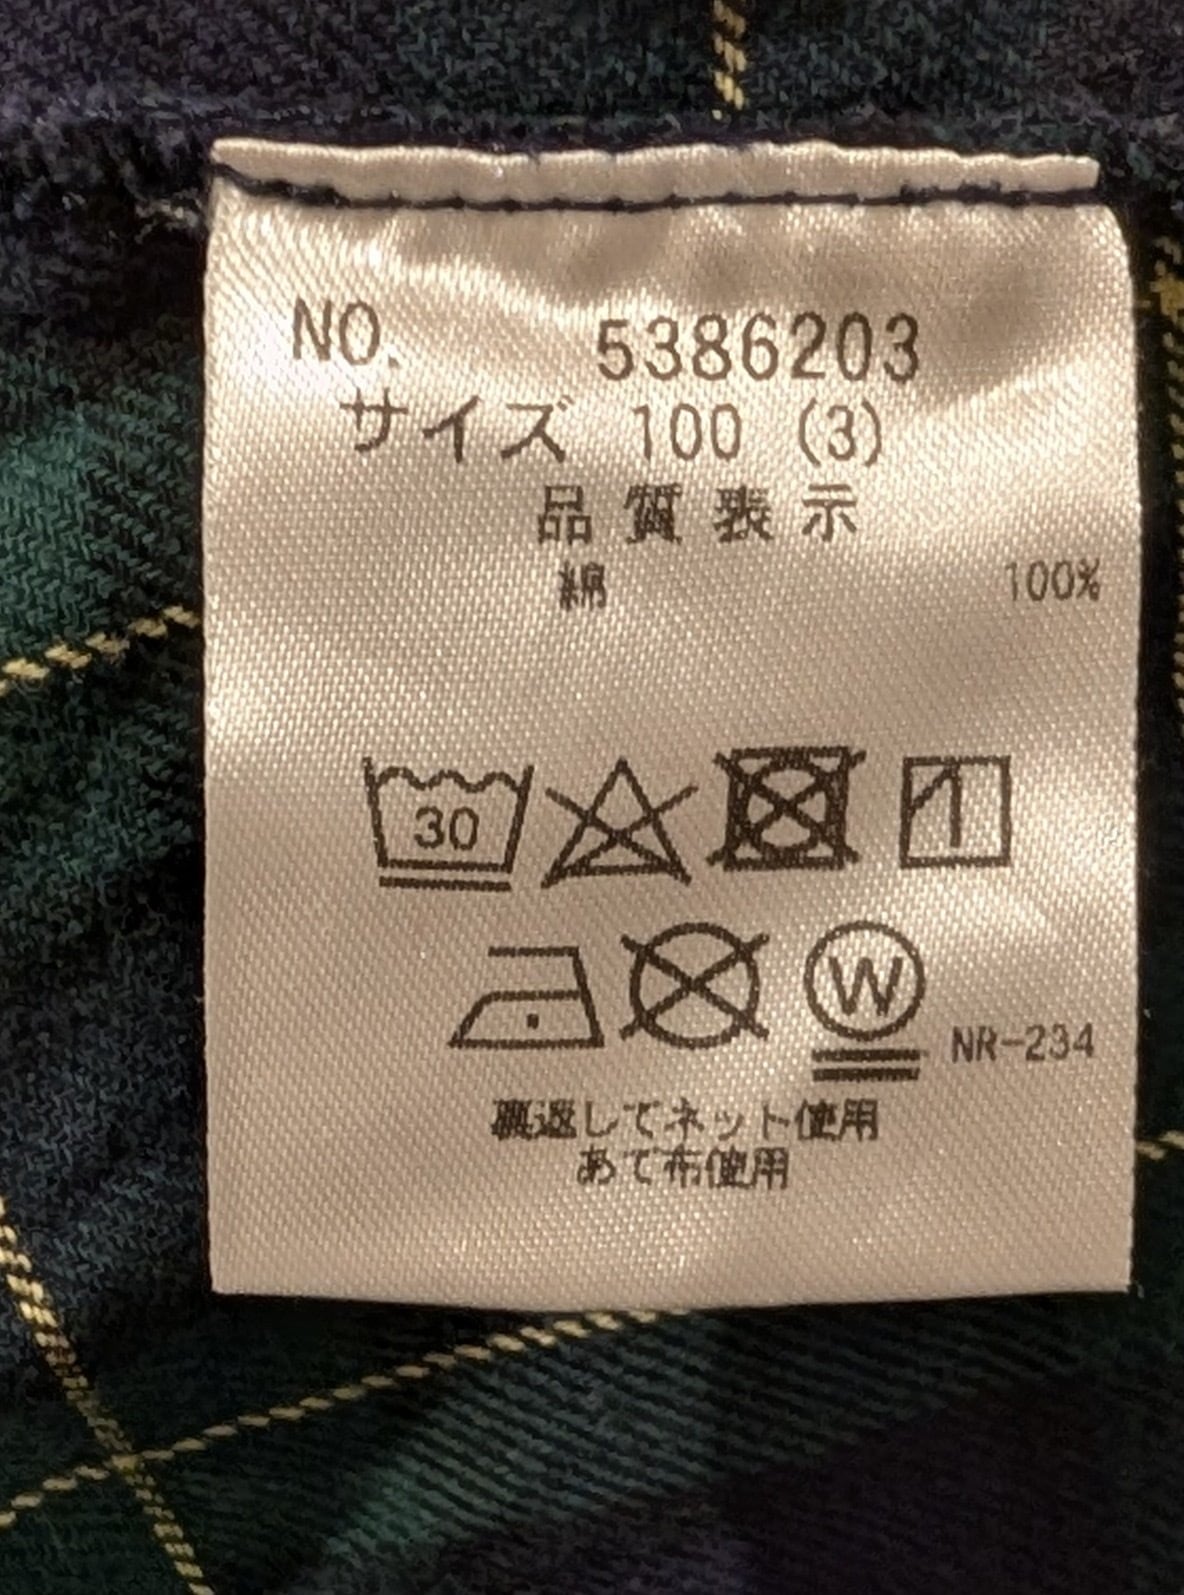 NO. 5386203
サイズ 100 (3)
品質表示
綿 100%
30
W NR-234
裏返してネット使用
あて布使用